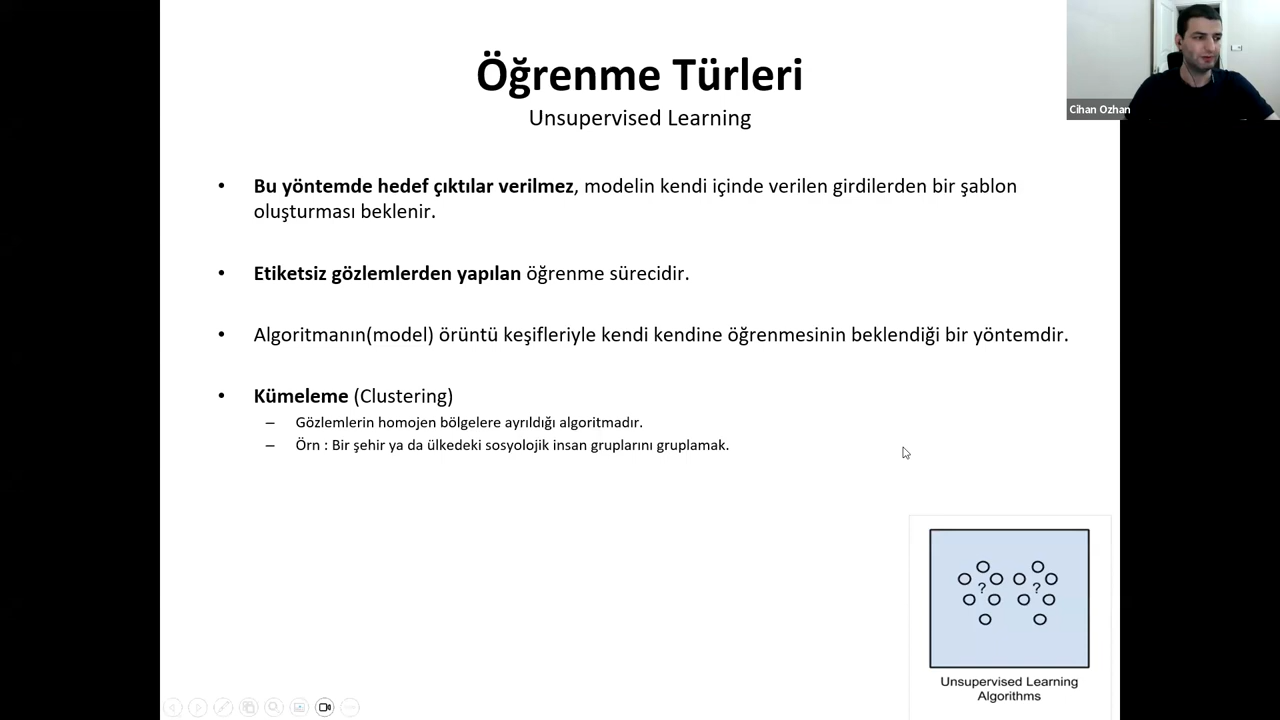 Öğrenme Türleri
Unsupervised Learning
Cihan Ozhan
• Bu yöntemde hedef çıktılar verilmez, modelin kendi içinde verilen girdilerden bir şablon
oluşturması beklenir.
• Etiketsiz gözlemlerden yapılan öğrenme sürecidir.
• Algoritmanın(model) örüntü keşifleriyle kendi kendine öğrenmesinin beklendiği bir yöntemdir.
• Kümeleme (Clustering)
– Gözlemlerin homojen bölgelere ayrıldığı algoritmadır.
– Örn : Bir şehir ya da ülkedeki sosyolojik insan gruplarını gruplamak.
? ?
Unsupervised Learning
Algorithms